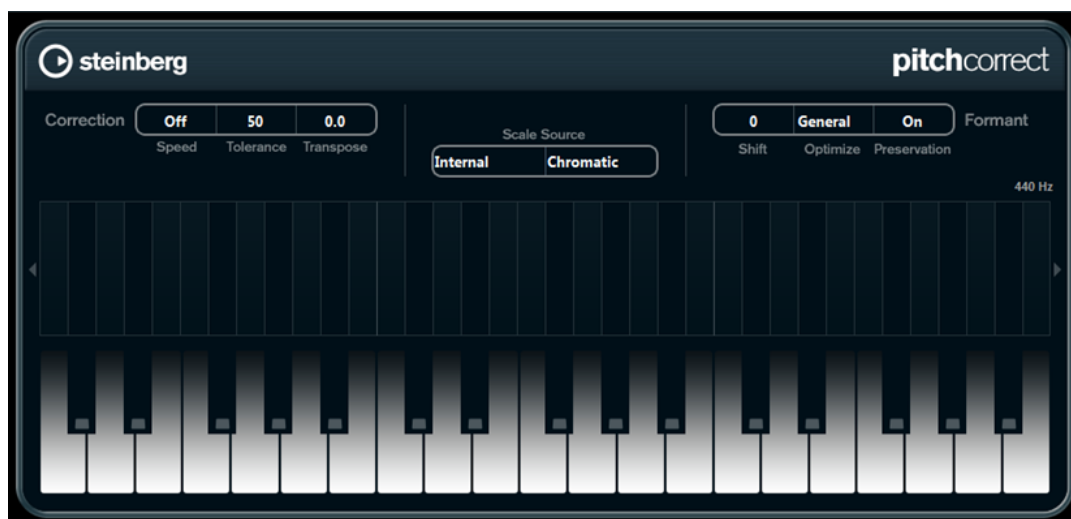 steinberg
pitchcorrect
Correction
Off 50 0.0
Speed Tolerance Transpose
Scale Source
Internal Chromatic
0 General On
Formant
Shift Optimize Preservation
440 Hz